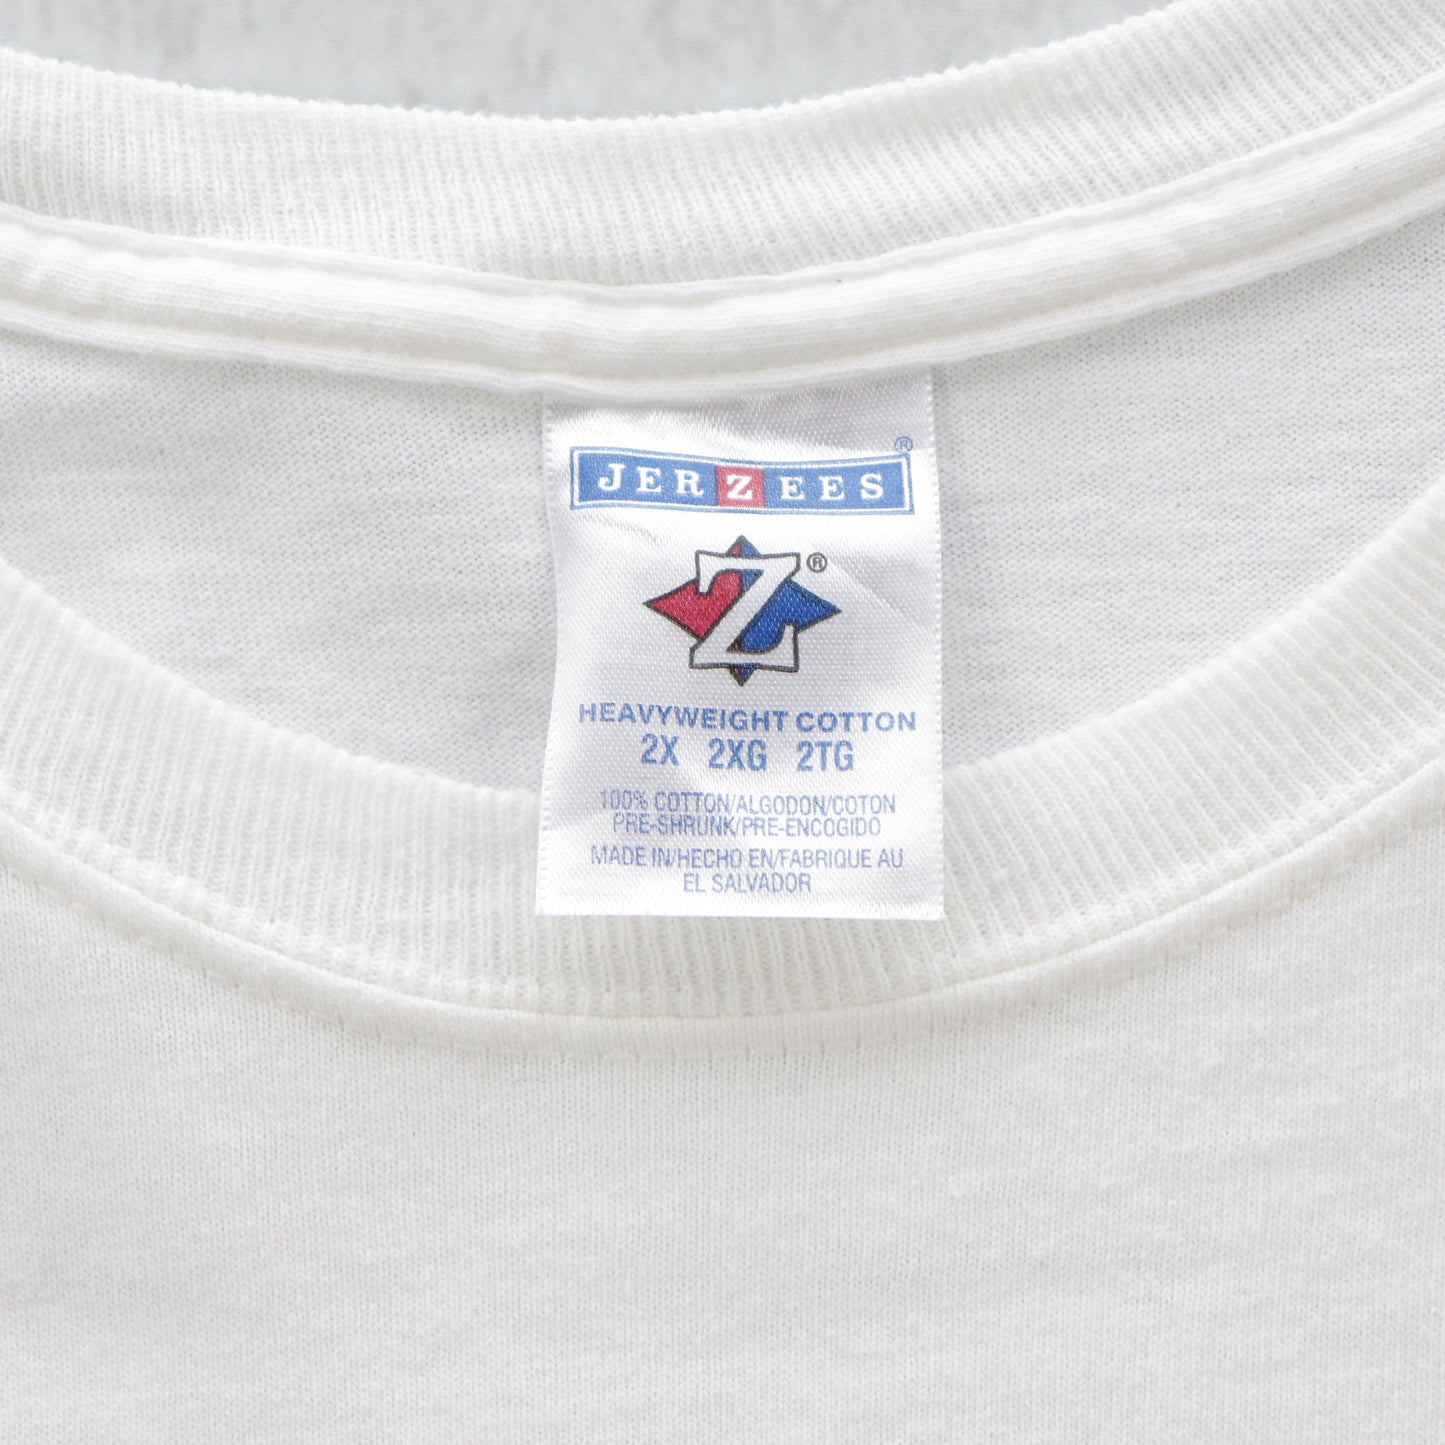 JERZEES®
Z®
HEAVYWEIGHT COTTON
2X 2XG 2TG
100% COTTON/ALGODON/COTON
PRE-SHRUNK/PRE-ENCOGIDO
MADE IN/HECHO EN/FABRIQUE AU
EL SALVADOR